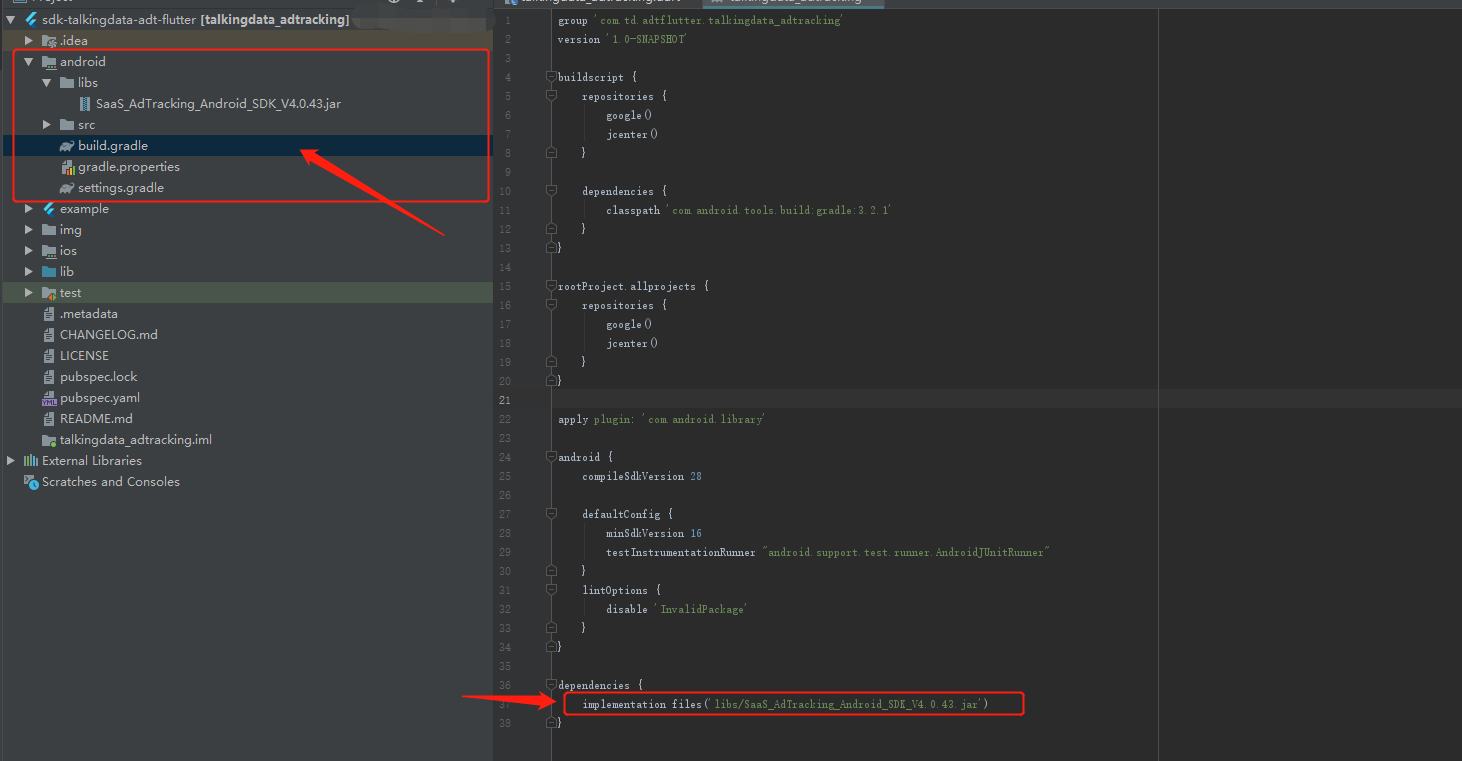 Project
sdk-talkingdata-adt-flutter [talkingdata_adtracking]
.idea
android
libs
SaaS_AdTracking_Android_SDK_V4.0.43.jar
src
build.gradle
gradle.properties
settings.gradle
example
img
ios
lib
test
.metadata
CHANGELOG.md
LICENSE
pubspec.lock
pubspec.yaml
README.md
talkingdata_adtracking.iml
External Libraries
Scratches and Consoles
1 group 'com.td.adtflutter.talkingdata_adtracking'
2 version '1.0-SNAPSHOT'
3
4 buildscript {
5 repositories {
6 google()
7 jcenter()
8 }
9
10 dependencies {
11 classpath 'com.android.tools.build:gradle:3.2.1'
12 }
13 }
14
15 rootProject.allprojects {
16 repositories {
17 google()
18 jcenter()
19 }
20 }
21
22 apply plugin: 'com.android.library'
23
24 android {
25 compileSdkVersion 28
26
27 defaultConfig {
28 minSdkVersion 16
29 testInstrumentationRunner "android.support.test.runner.AndroidJUnitRunner"
30 }
31 lintOptions {
32 disable 'InvalidPackage'
33 }
34 }
35
36 dependencies {
37 implementation files('libs/SaaS_AdTracking_Android_SDK_V4.0.43.jar')
38 }